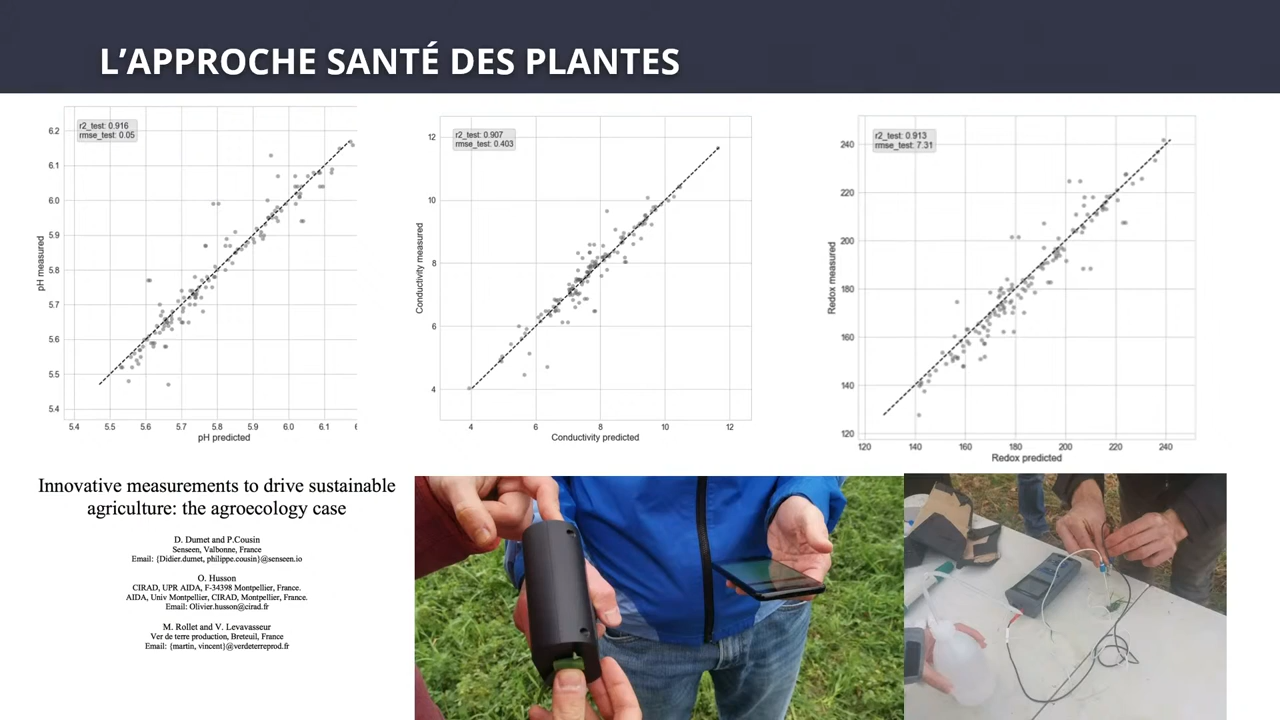 L’APPROCHE SANTÉ DES PLANTES
r2_test: 0.916
rmse_test: 0.05
6.2
6.1
6.0
5.9
5.8
5.7
5.6
5.5
5.4
pH measured
5.4 5.5 5.6 5.7 5.8 5.9 6.0 6.1 6
pH predicted
r2_test: 0.907
rmse_test: 0.403
12
10
8
6
4
Conductivity measured
4 6 8 10 12
Conductivity predicted
r2_test: 0.913
rmse_test: 7.31
240
220
200
180
160
140
120
Redox measured
120 140 160 180 200 220 240
Redox predicted
Innovative measurements to drive sustainable
agriculture: the agroecology case
D. Dumet and P.Cousin
Senseen, Valbonne, France
Email: {Didier.dumet, philippe.cousin}@senseen.io
O. Husson
CIRAD, UPR AIDA, F-34398 Montpellier, France.
AIDA, Univ Montpellier, CIRAD, Montpellier, France.
Email: Olivier.husson@cirad.fr
M. Rollet and V. Levavasseur
Ver de terre production, Breteuil, France
Email: {martin, vincent}@verdeterreprod.fr